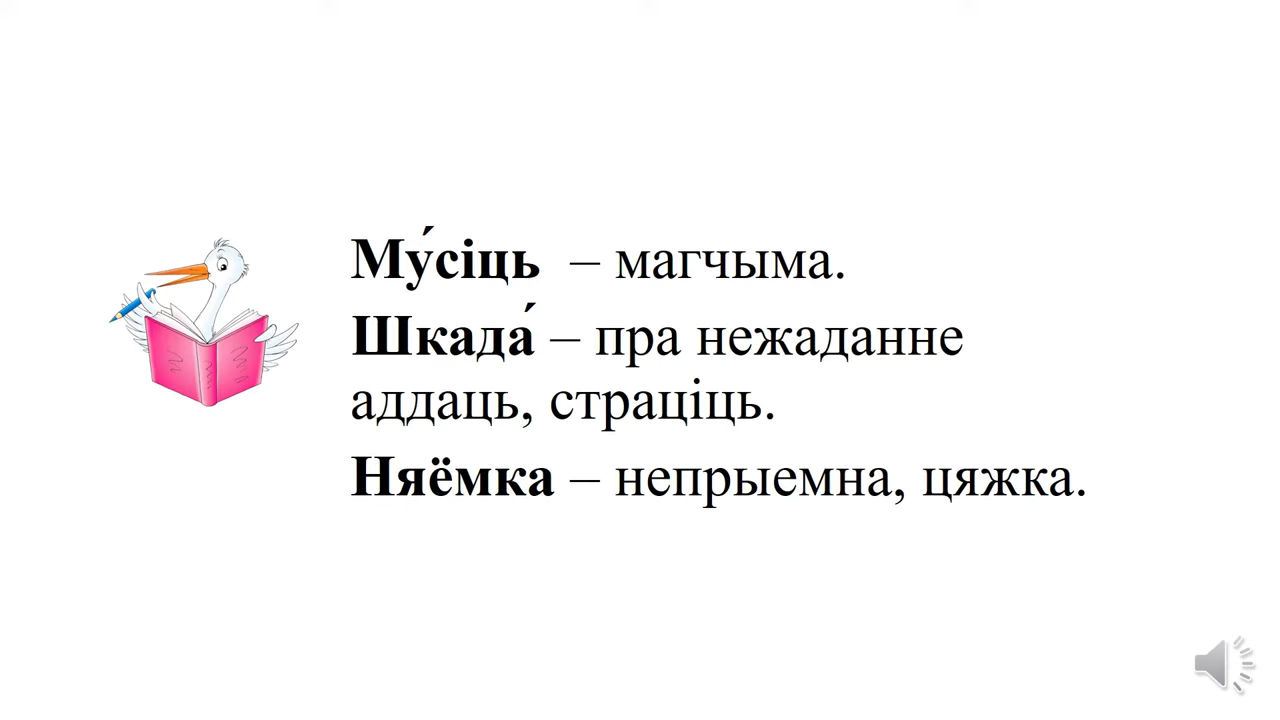 Му́сіць – магчыма.
Шкада́ – пра нежаданне
аддаць, страціць.
Няёмка – непрыемна, цяжка.